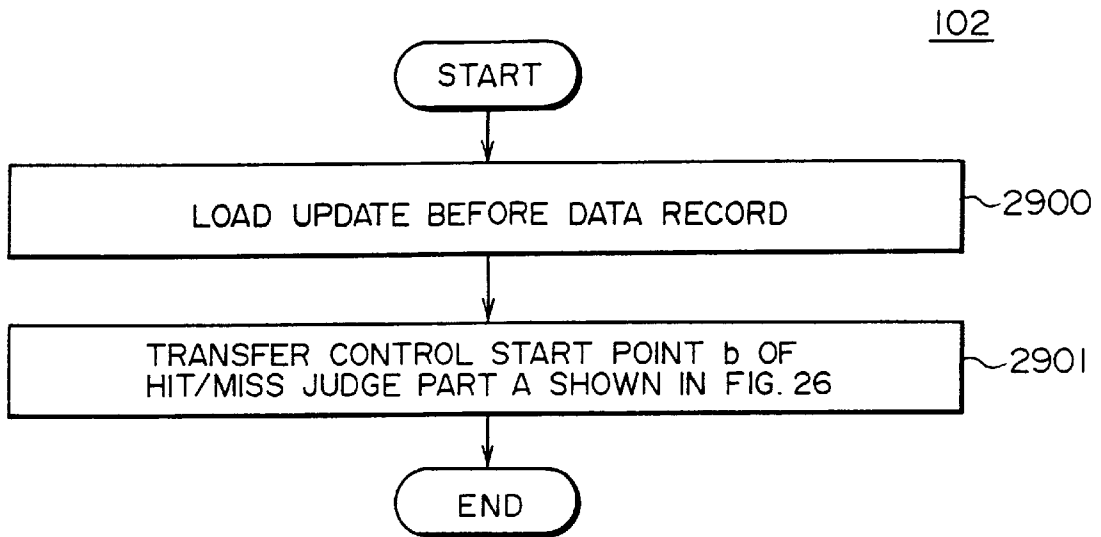 102
START
LOAD UPDATE BEFORE DATA RECORD
2900
TRANSFER CONTROL START POINT b OF
HIT/MISS JUDGE PART A SHOWN IN FIG. 26
2901
END